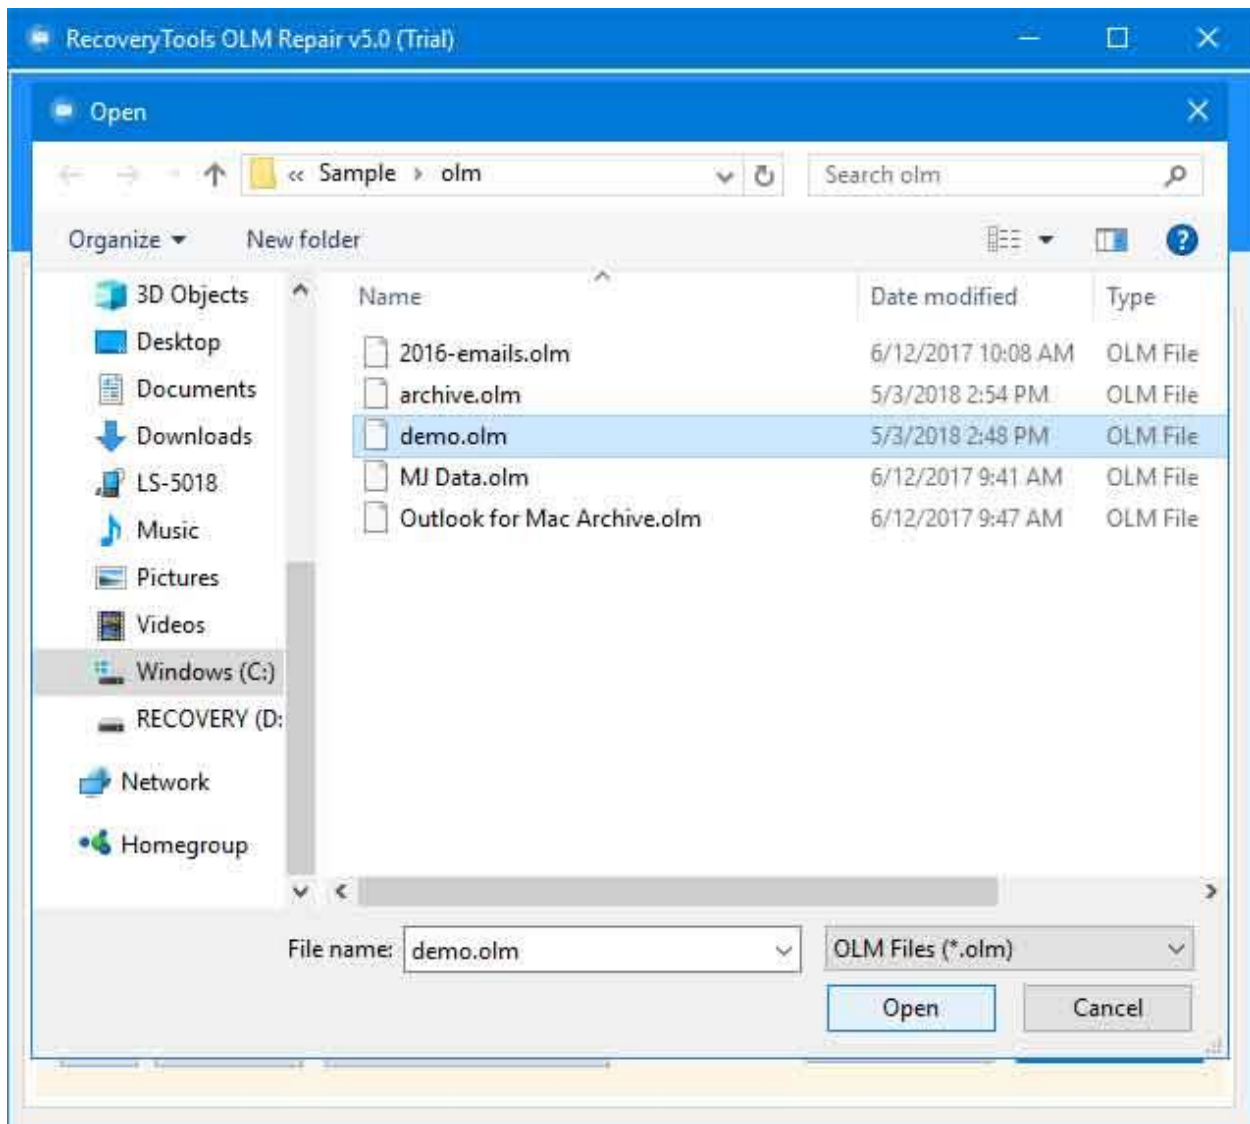 RecoveryTools OLM Repair v5.0 (Trial)
Open
« Sample › olm
Search olm
Organize
New folder
3D Objects
Desktop
Documents
Downloads
LS-5018
Music
Pictures
Videos
Windows (C:)
RECOVERY (D:
Network
Homegroup
Name Date modified Type
2016-emails.olm 6/12/2017 10:08 AM OLM File
archive.olm 5/3/2018 2:54 PM OLM File
demo.olm 5/3/2018 2:48 PM OLM File
MJ Data.olm 6/12/2017 9:41 AM OLM File
Outlook for Mac Archive.olm 6/12/2017 9:47 AM OLM File
File name: demo.olm
OLM Files (*.olm)
Open Cancel